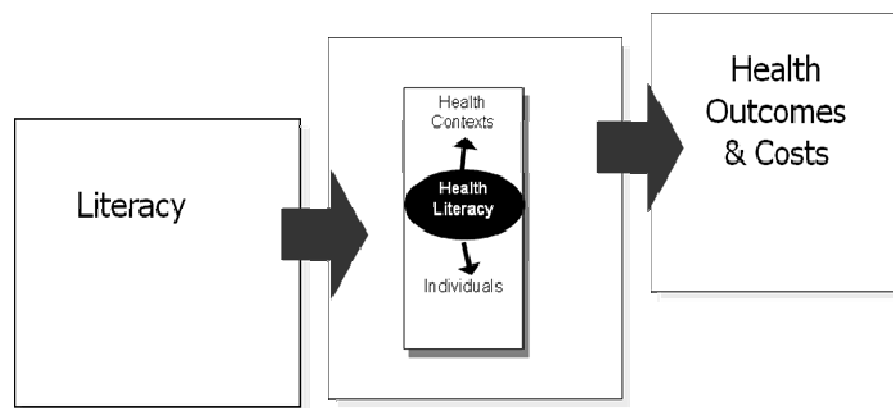 Literacy
Health
Contexts
Health
Literacy
Individuals
Health
Outcomes
& Costs